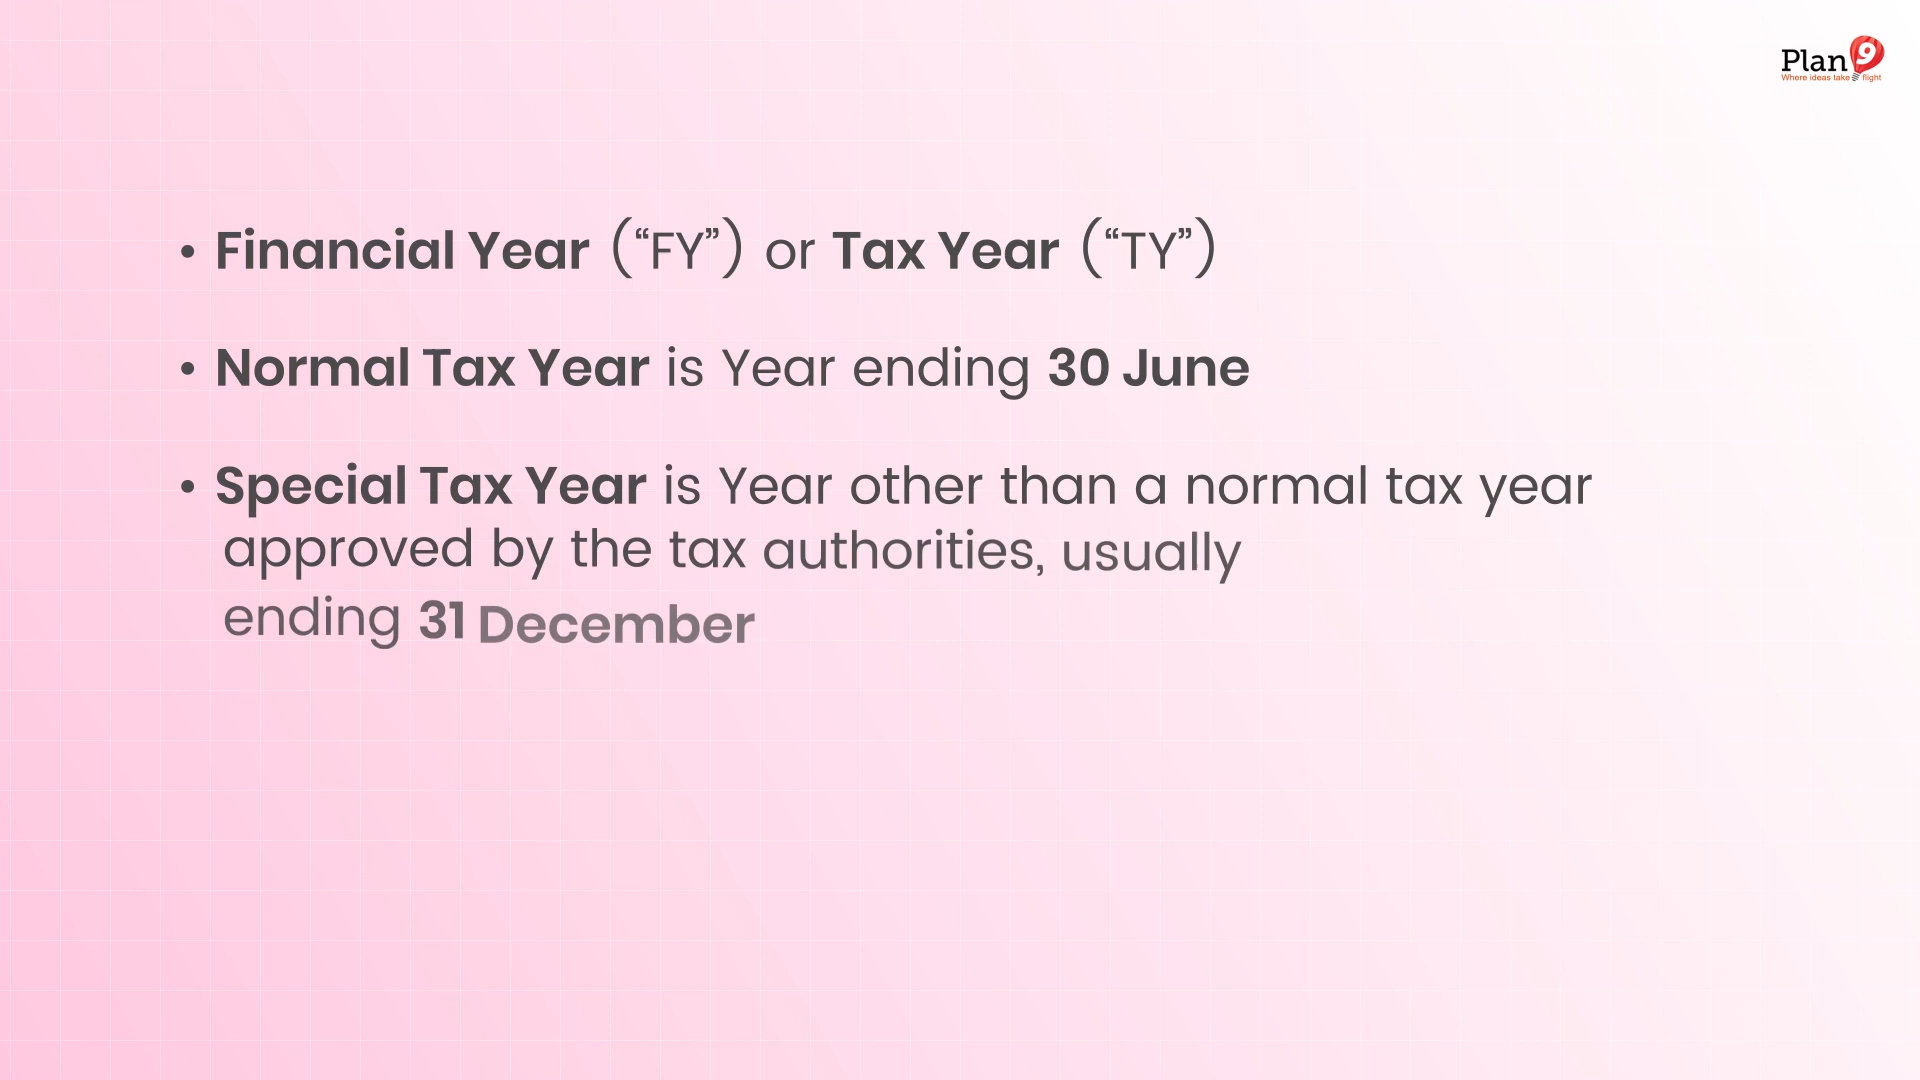 Plan9
Where ideas take flight
• Financial Year (“FY”) or Tax Year (“TY”)
• Normal Tax Year is Year ending 30 June
• Special Tax Year is Year other than a normal tax year
approved by the tax authorities, usually
ending 31 December